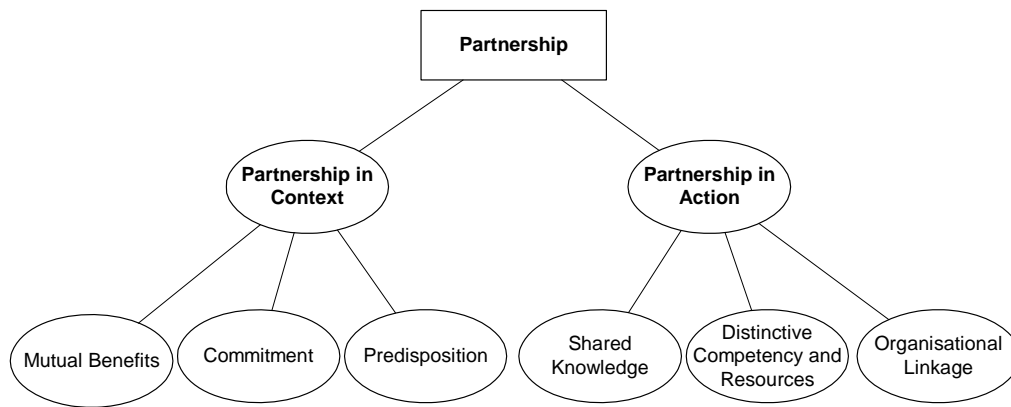 Partnership
Partnership in
Context
Partnership in
Action
Mutual Benefits
Commitment
Predisposition
Shared
Knowledge
Distinctive
Competency and
Resources
Organisational
Linkage